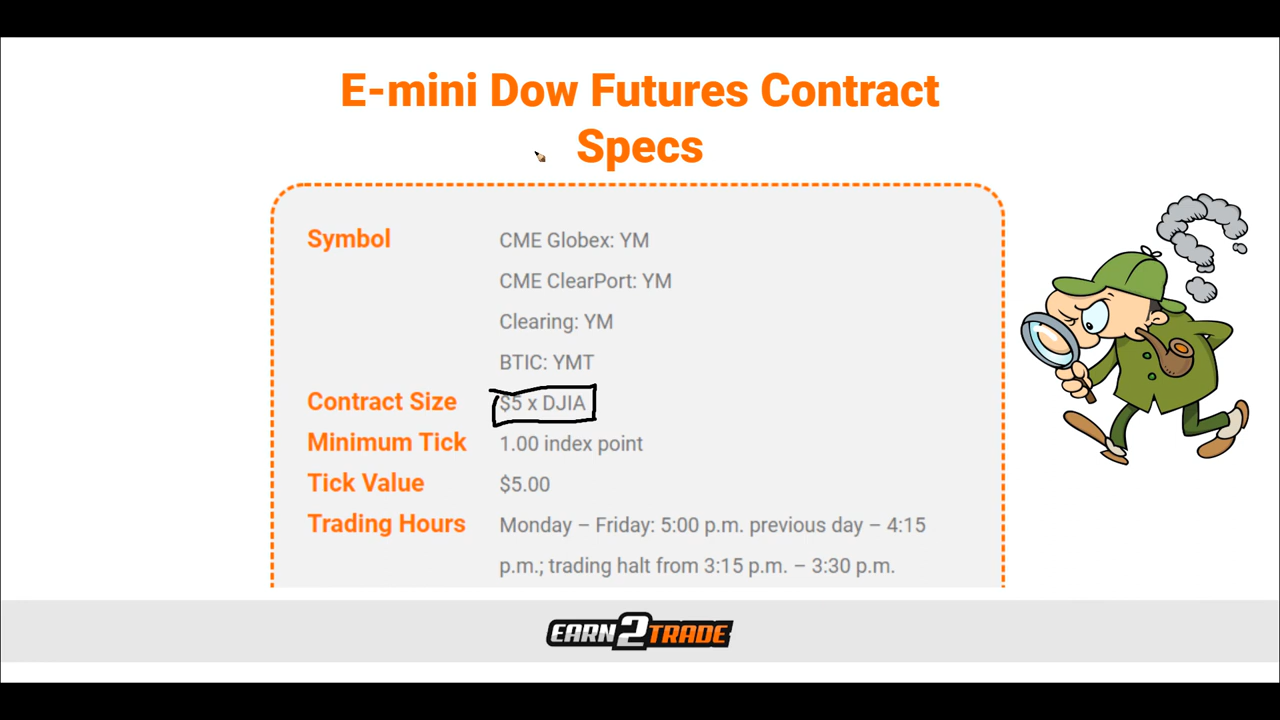 E-mini Dow Futures Contract
Specs
Symbol CME Globex: YM
CME ClearPort: YM
Clearing: YM
BTIC: YMT
Contract Size $5 x DJIA
Minimum Tick 1.00 index point
Tick Value $5.00
Trading Hours Monday – Friday: 5:00 p.m. previous day – 4:15
p.m.; trading halt from 3:15 p.m. – 3:30 p.m.
EARN2TRADE